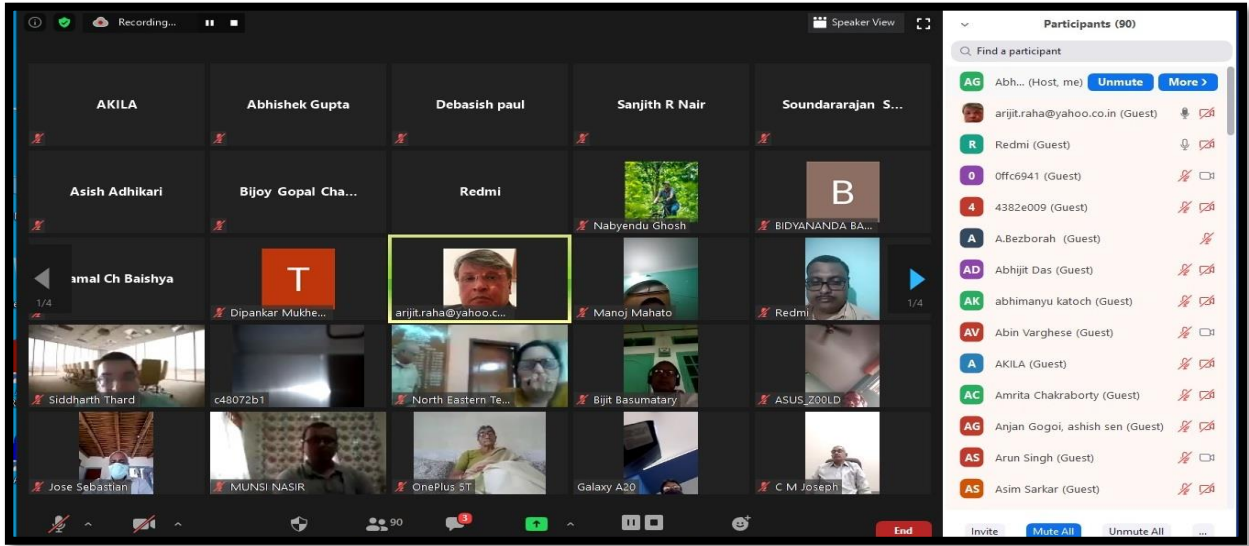 Recording...
Speaker View
AKILA
Abhishek Gupta
Debasish paul
Sanjith R Nair
Soundararajan S...
Asish Adhikari
Bijoy Gopal Cha...
Redmi
Nabyendu Ghosh
B
BIDYANANDA BA...
amal Ch Baishya
1/4
T
Dipankar Mukhe...
arijit.raha@yahoo.c...
Manoj Mahato
Redmi
1/4
Siddharth Thard
c48072b1
North Eastern Te...
Bijit Basumatary
ASUS_Z00LD
Jose Sebastian
MUNSI NASIR
OnePlus 5T
Galaxy A20
C M Joseph
90
3
End
Participants (90)
Find a participant
AG Abh... (Host, me) Unmute More >
arijit.raha@yahoo.co.in (Guest)
R Redmi (Guest)
0 0ffc6941 (Guest)
4 4382e009 (Guest)
A A.Bezborah (Guest)
AD Abhijit Das (Guest)
AK abhimanyu katoch (Guest)
AV Abin Varghese (Guest)
A AKILA (Guest)
AC Amrita Chakraborty (Guest)
AG Anjan Gogoi, ashish sen (Guest)
AS Arun Singh (Guest)
AS Asim Sarkar (Guest)
Invite Mute All Unmute All ...